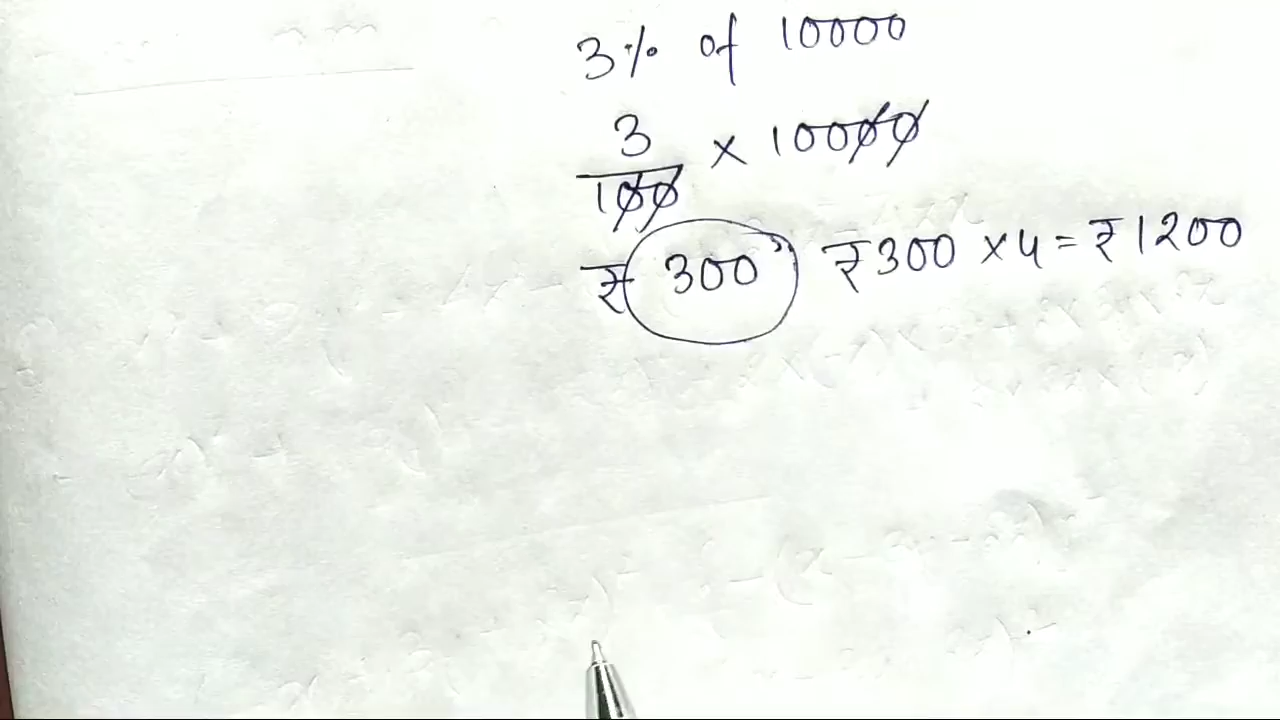 3% of 10000
3/100 × 10000
₹ 300 ₹300 × 4 = ₹1200